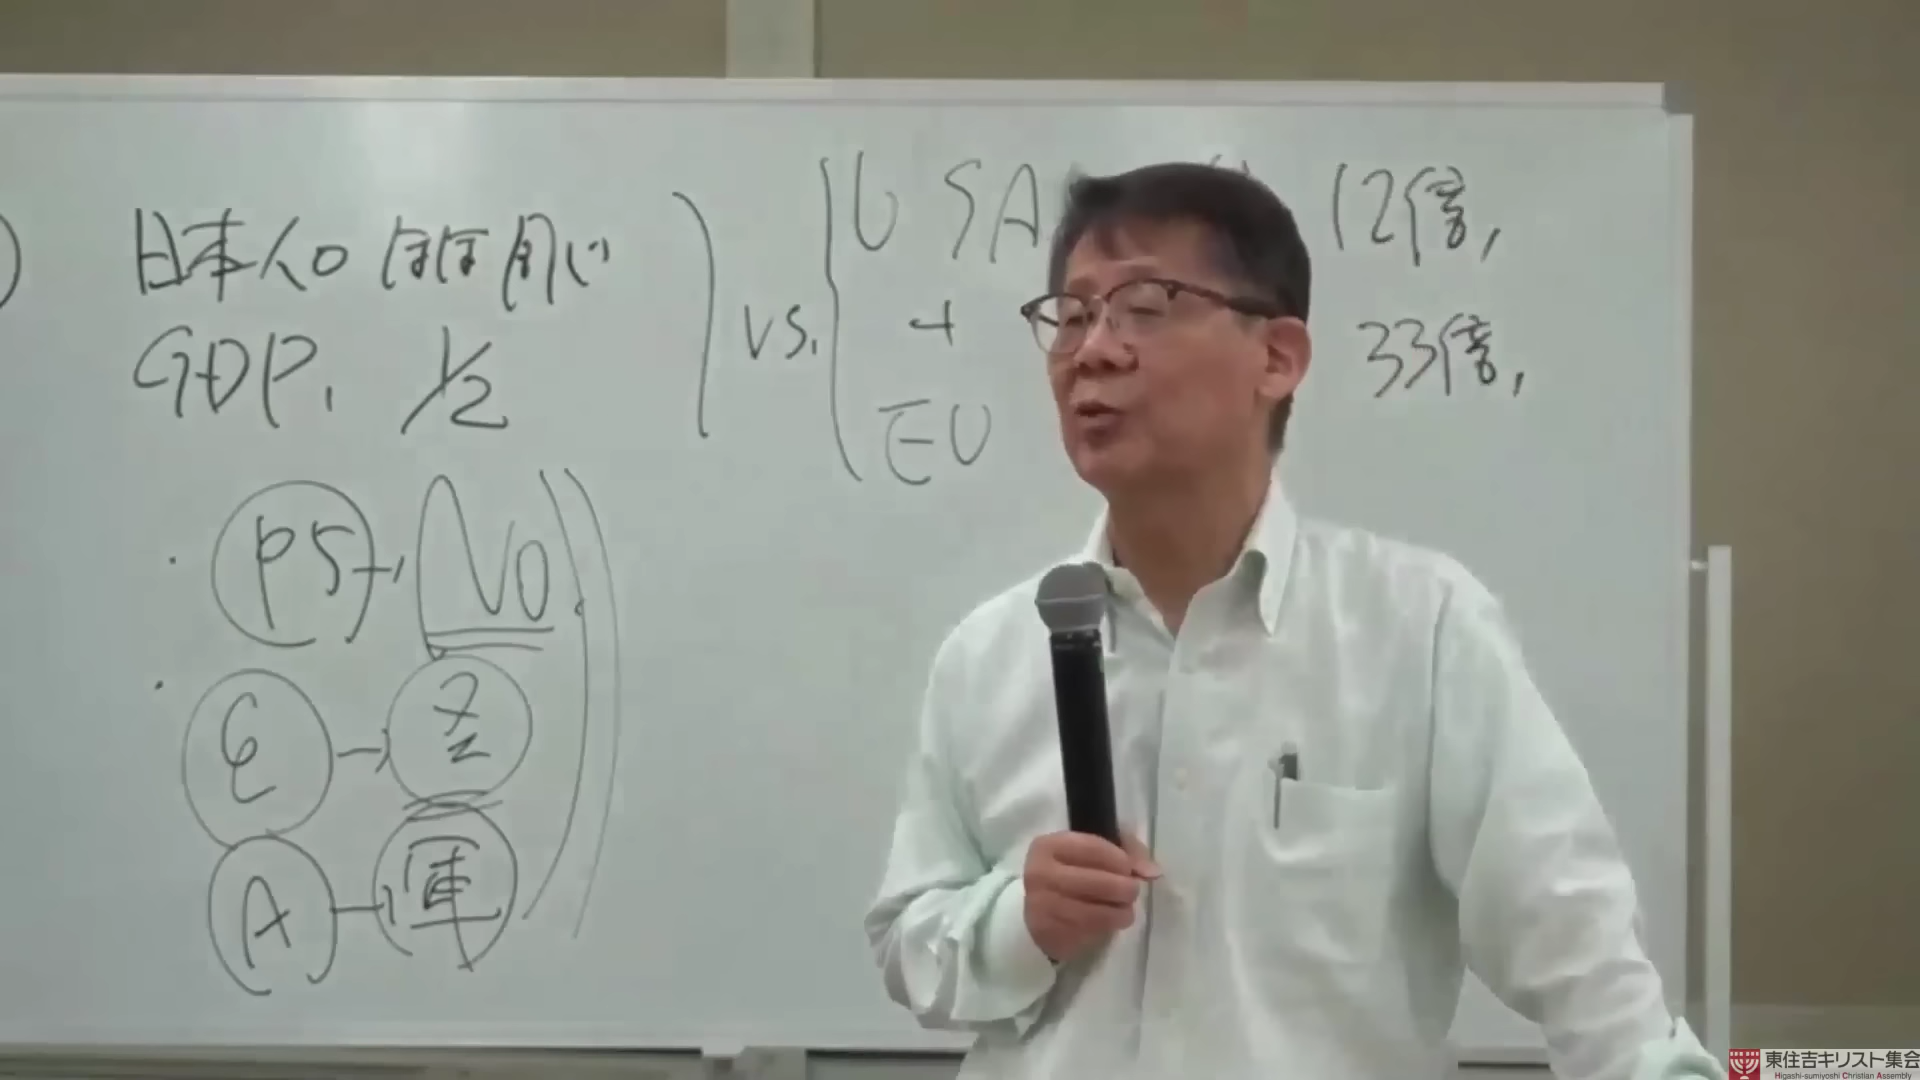 日本人口 ほぼ同じ
GDP. 1/2
vs.
USA
+
EU
12倍,
33倍,
P5 → No
E → 圣
A → 軍
東住吉キリスト集会
Higashi-sumiyoshi Christian Assembly